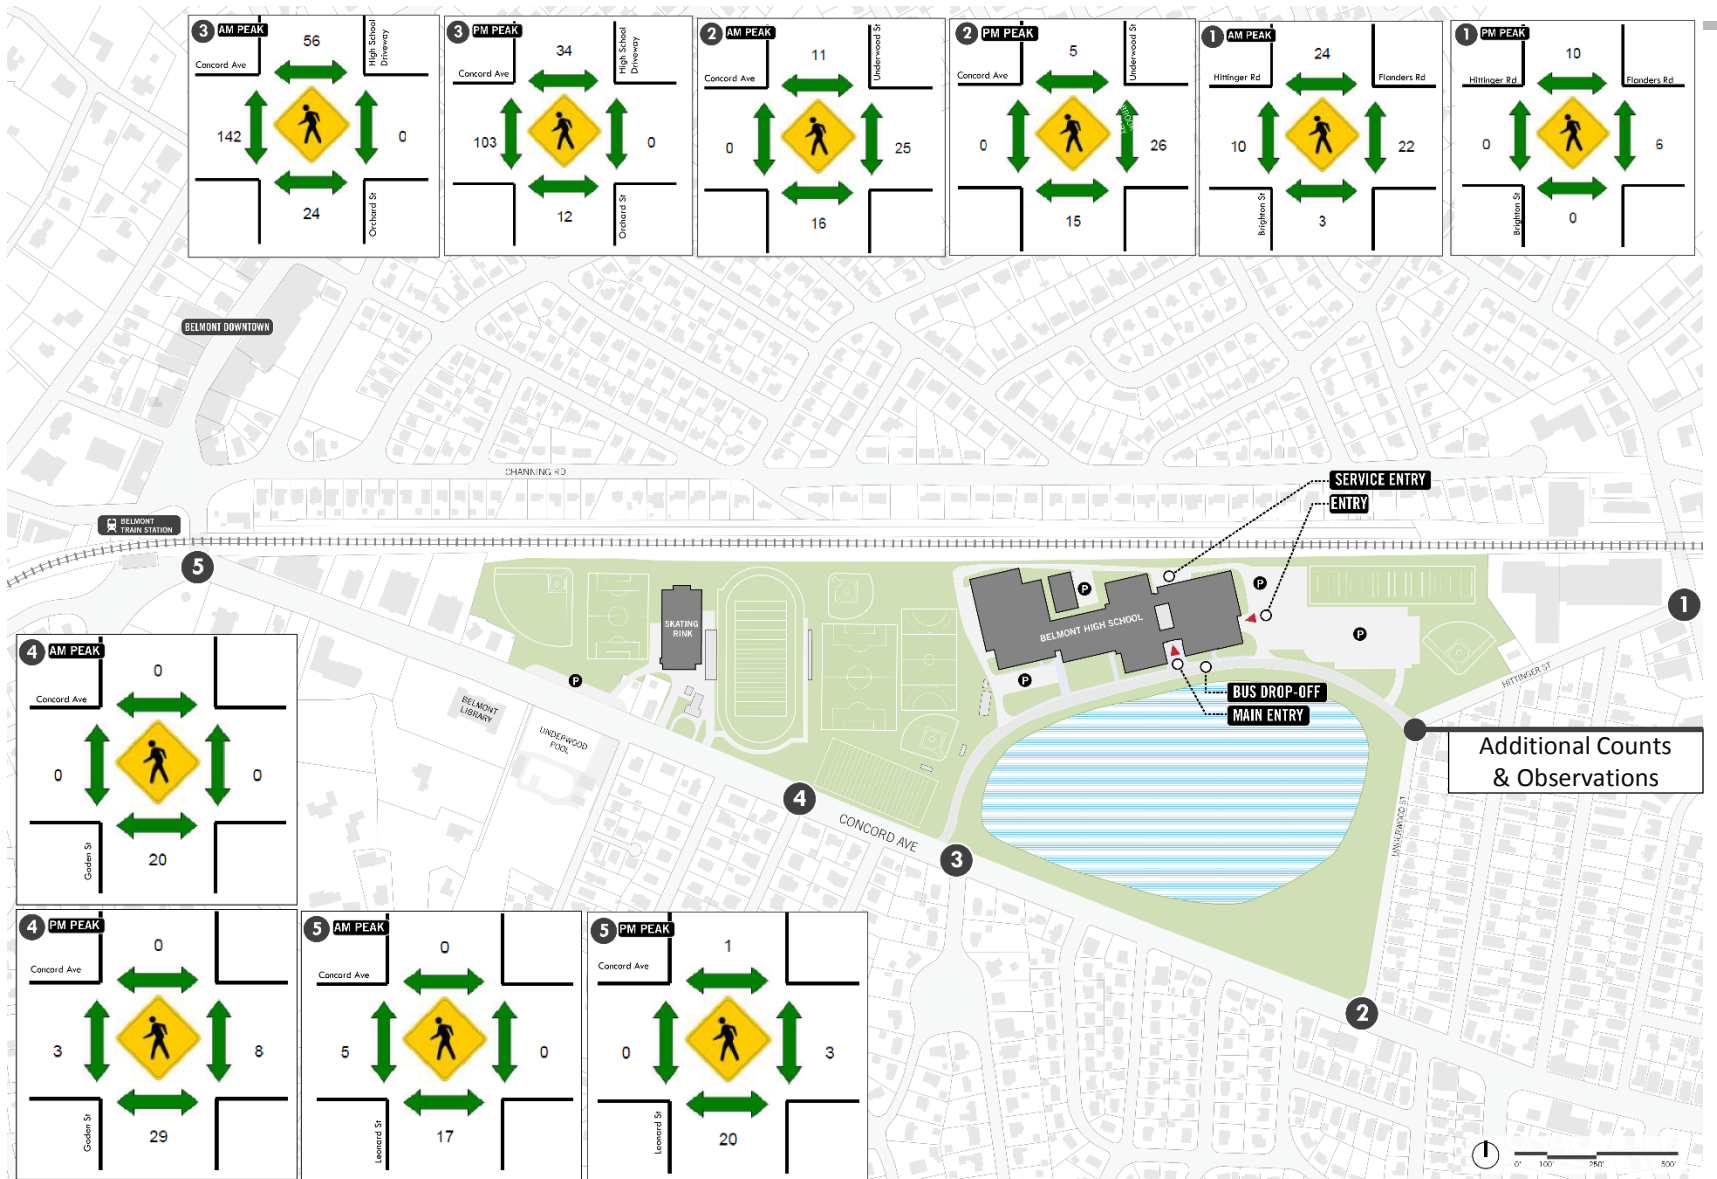 3 AM PEAK
56
High School
Driveway
Concord Ave
142
0
24
Orchard St
3 PM PEAK
34
High School
Driveway
Concord Ave
103
0
12
Orchard St
2 AM PEAK
11
Underwood St
Concord Ave
0
25
16
2 PM PEAK
5
Underwood St
Concord Ave
0
26
15
1 AM PEAK
24
Hittinger Rd
Flanders Rd
10
22
3
Brighton St
1 PM PEAK
10
Hittinger Rd
Flanders Rd
0
6
0
Brighton St
BELMONT DOWNTOWN
CHANNING RD
SERVICE ENTRY
ENTRY
BELMONT
TRAIN STATION
5
P
P
1
SKATING
RINK
BELMONT HIGH SCHOOL
P
P
P
HITTINGER ST
BUS DROP-OFF
MAIN ENTRY
BELMONT
LIBRARY
UNDERWOOD
POOL
Additional Counts
& Observations
4
CONCORD AVE
UNDERWOOD ST
3
2
4 AM PEAK
0
Concord Ave
0
0
20
Goden St
4 PM PEAK
0
Concord Ave
3
8
29
Goden St
5 AM PEAK
0
Concord Ave
5
0
17
Leonard St
5 PM PEAK
1
Concord Ave
0
3
20
Leonard St
0' 100' 250' 500'